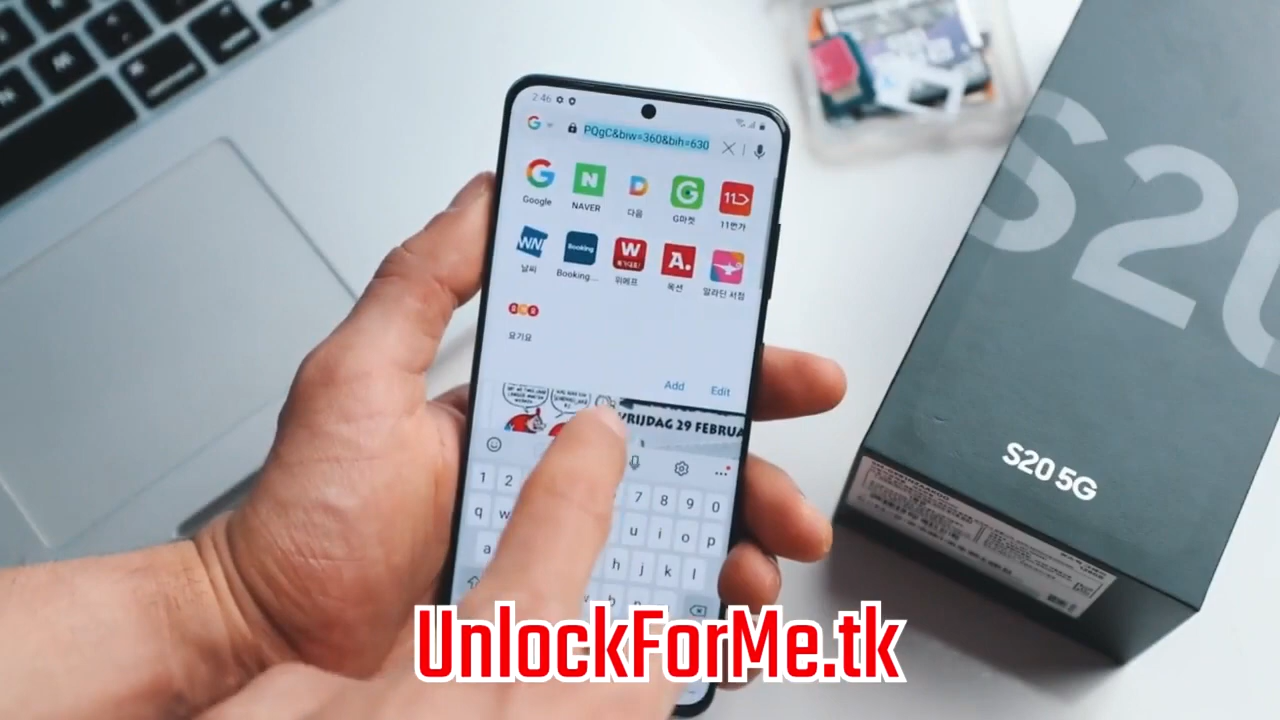 2:46
PQgC&biw=360&bih=630
Google
NAVER
다음
G마켓
11번가
WN
Booking
W
A.
날씨
Booking...
위메프
옥션
알라딘 서점
요기요
Add
Edit
VRIJDAG 29 FEBRUA
1 2 7 8 9 0
q w u i o p
a h j k l
S20
S20 5G
UnlockForMe.tk